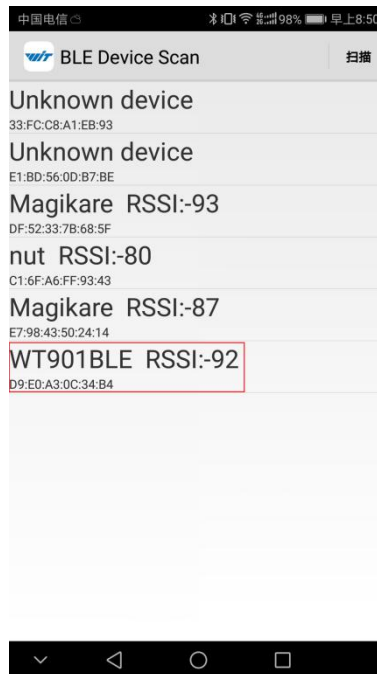 中国电信 98% 早上8:50
WIT BLE Device Scan 扫描
Unknown device
33:FC:C8:A1:EB:93
Unknown device
E1:BD:56:0D:B7:BE
Magikare RSSI:-93
DF:52:33:7B:68:5F
nut RSSI:-80
C1:6F:A6:FF:93:43
Magikare RSSI:-87
E7:98:43:50:24:14
WT901BLE RSSI:-92
D9:E0:A3:0C:34:B4